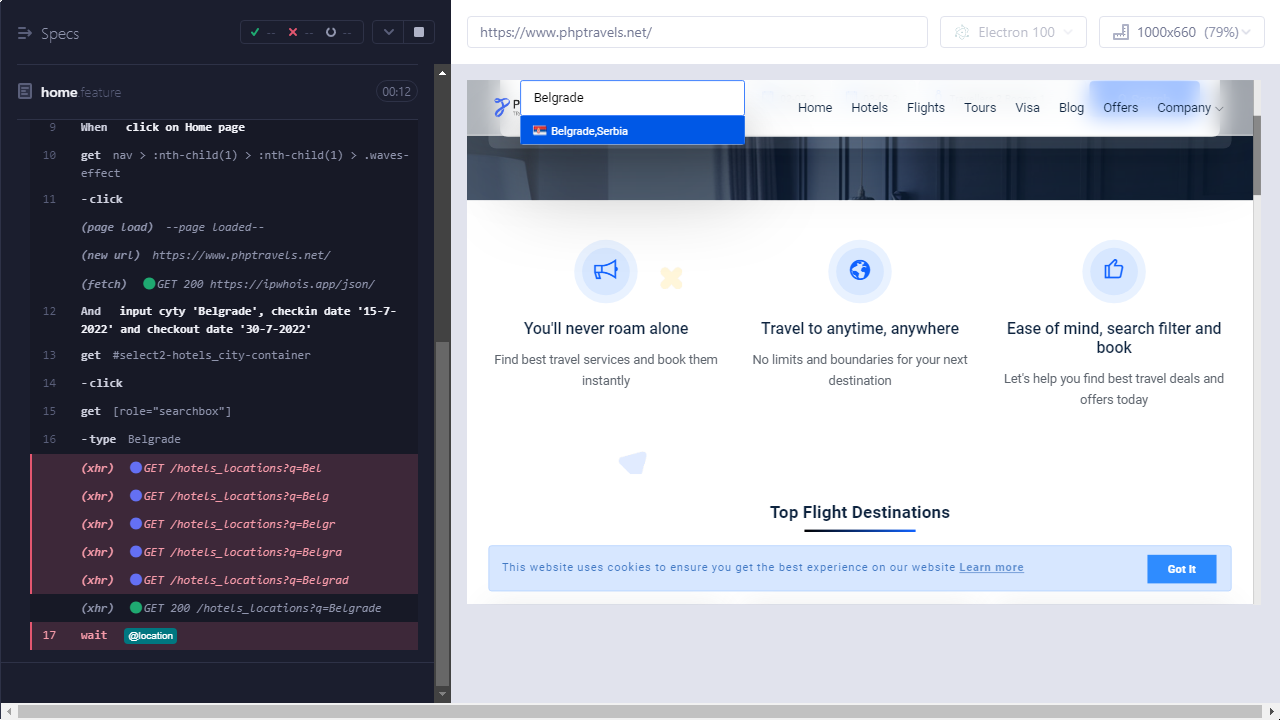 Specs
-- -- --
home.feature
00:12
9 When click on Home page
10 get nav > :nth-child(1) > :nth-child(1) > .waves-
effect
11 -click
(page load) --page loaded--
(new url) https://www.phptravels.net/
(fetch) GET 200 https://ipwhois.app/json/
12 And input cyty 'Belgrade', checkin date '15-7-
2022' and checkout date '30-7-2022'
13 get #select2-hotels_city-container
14 -click
15 get [role="searchbox"]
16 -type Belgrade
(xhr) GET /hotels_locations?q=Bel
(xhr) GET /hotels_locations?q=Belg
(xhr) GET /hotels_locations?q=Belgr
(xhr) GET /hotels_locations?q=Belgra
(xhr) GET /hotels_locations?q=Belgrad
(xhr) GET 200 /hotels_locations?q=Belgrade
17 wait @location
https://www.phptravels.net/
Electron 100
1000x660 (79%)
Belgrade
Belgrade,Serbia
Home Hotels Flights Tours Visa Blog Offers Company
You'll never roam alone
Find best travel services and book them
instantly
Travel to anytime, anywhere
No limits and boundaries for your next
destination
Ease of mind, search filter and
book
Let's help you find best travel deals and
offers today
Top Flight Destinations
This website uses cookies to ensure you get the best experience on our website Learn more
Got It